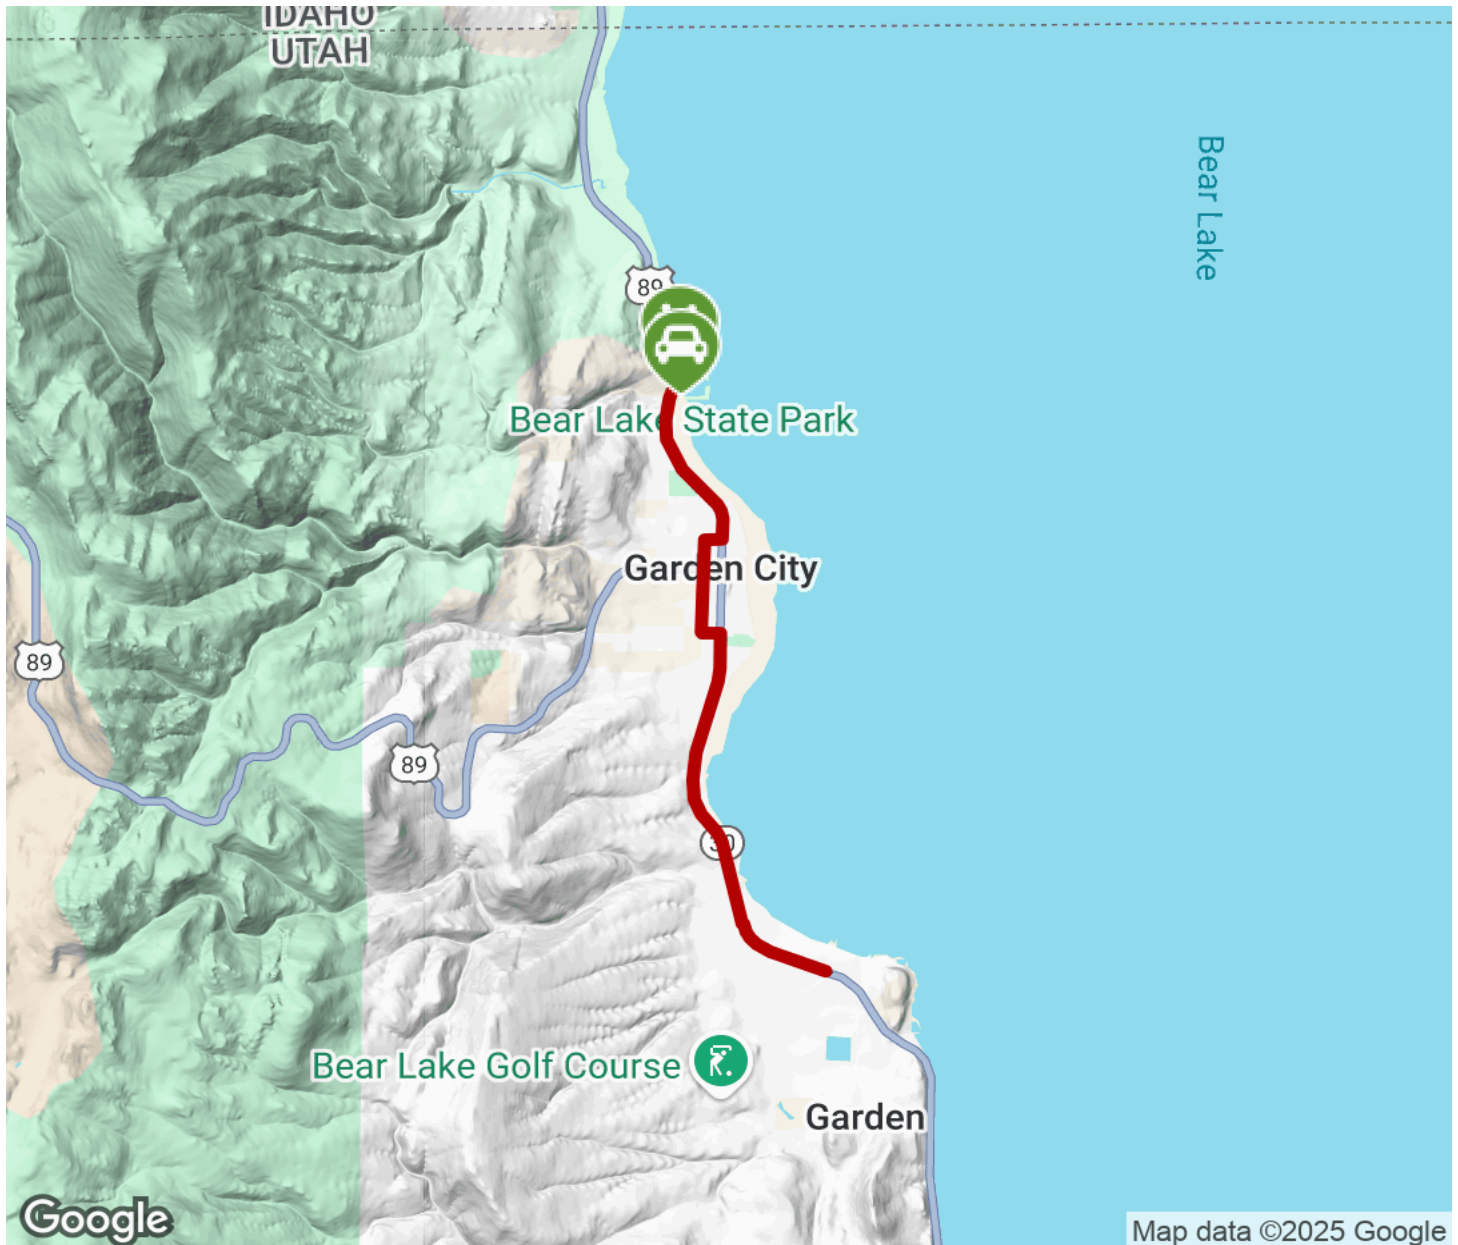 IDAHO
UTAH
Bear Lake
89
Bear Lake State Park
Garden City
89
89
30
Bear Lake Golf Course
Garden
Google
Map data ©2025 Google